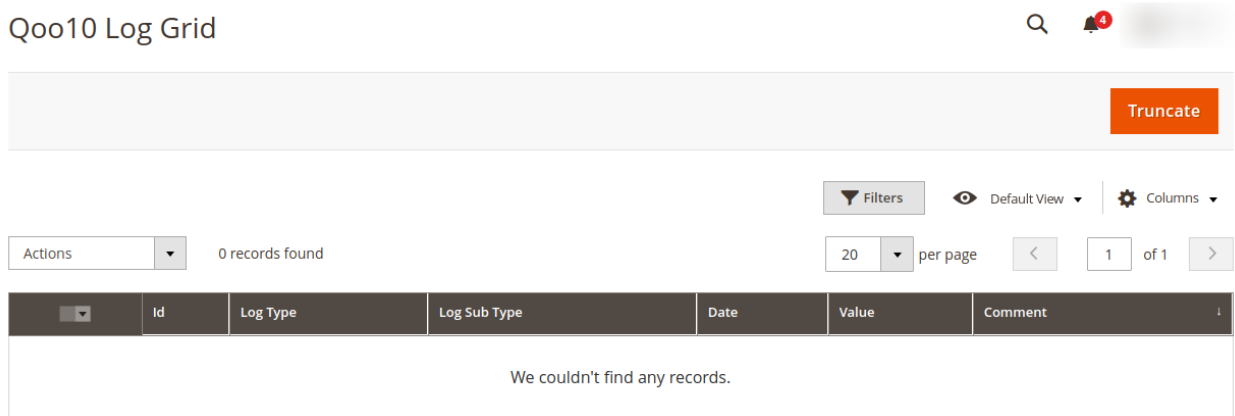 Qoo10 Log Grid
4
Truncate
Filters Default View Columns
Actions 0 records found 20 per page 1 of 1
Id Log Type Log Sub Type Date Value Comment ↓
We couldn't find any records.